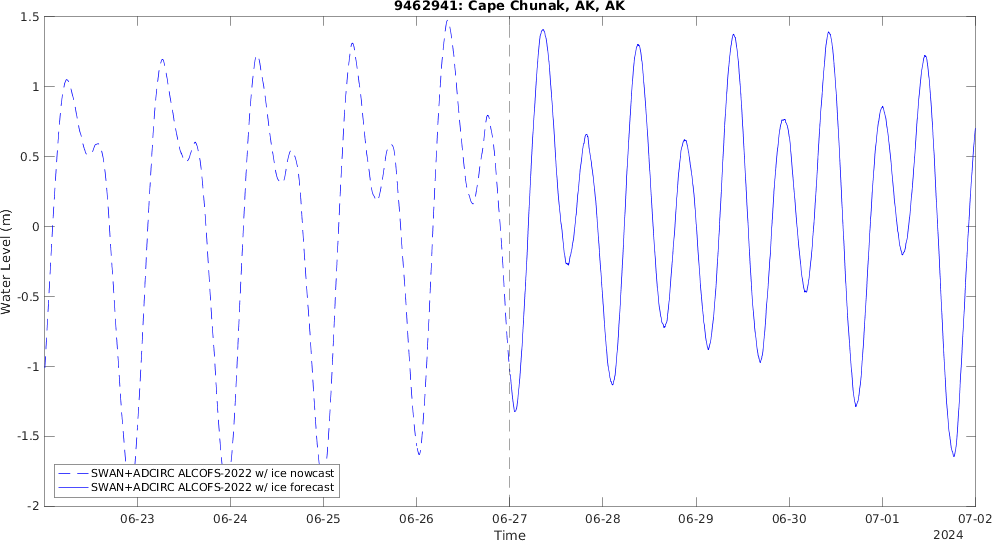 9462941: Cape Chunak, AK, AK
Water Level (m)
1.5
1
0.5
0
-0.5
-1
-1.5
-2
SWAN+ADCIRC ALCOFS-2022 w/ ice nowcast
SWAN+ADCIRC ALCOFS-2022 w/ ice forecast
06-23 06-24 06-25 06-26 06-27 06-28 06-29 06-30 07-01 07-02
Time
2024